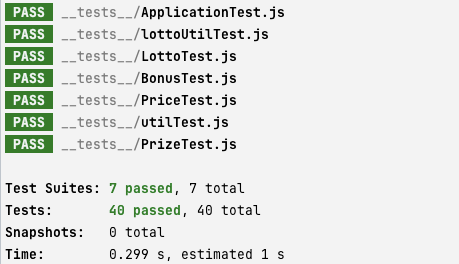 PASS __tests__/ApplicationTest.js
PASS __tests__/lottoUtilTest.js
PASS __tests__/LottoTest.js
PASS __tests__/BonusTest.js
PASS __tests__/PriceTest.js
PASS __tests__/utilTest.js
PASS __tests__/PrizeTest.js
Test Suites: 7 passed, 7 total
Tests: 40 passed, 40 total
Snapshots: 0 total
Time: 0.299 s, estimated 1 s